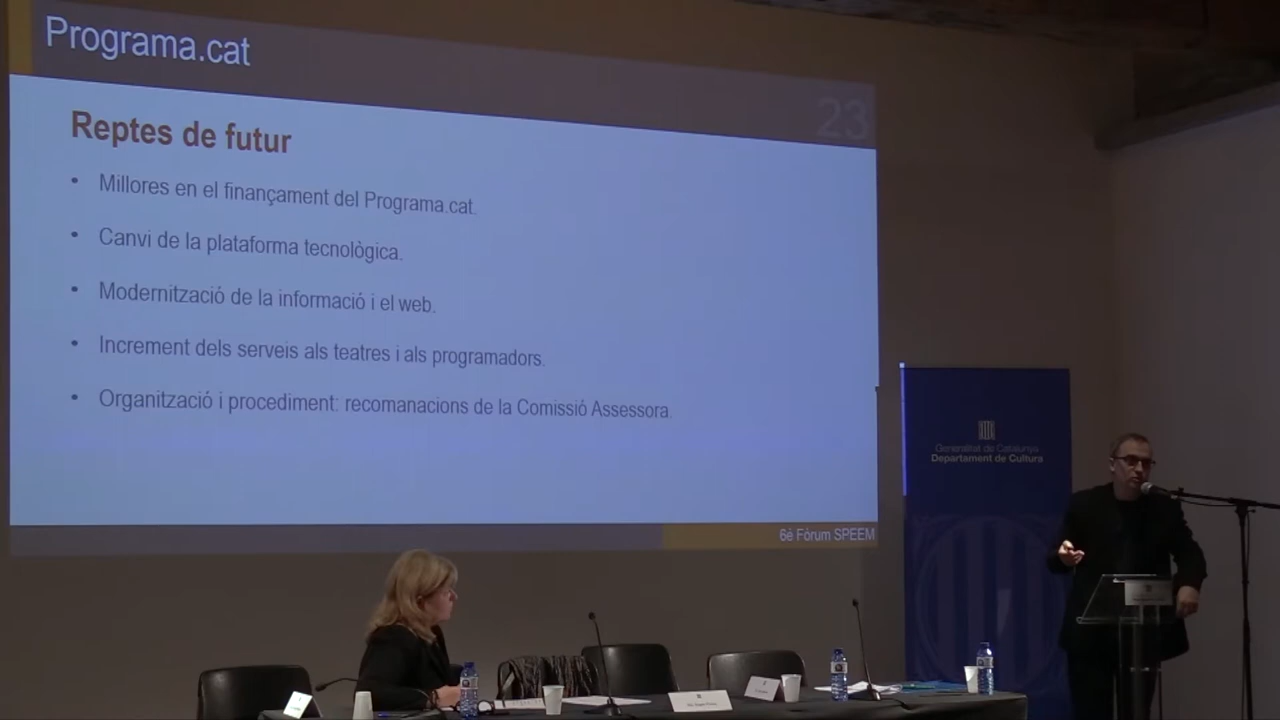 Programa.cat
23
Reptes de futur
• Millores en el finançament del Programa.cat.
• Canvi de la plataforma tecnològica.
• Modernització de la informació i el web.
• Increment dels serveis als teatres i als programadors.
• Organització i procediment: recomanacions de la Comissió Assessora.
6è Fòrum SPEEM
Generalitat de Catalunya
Departament de Cultura